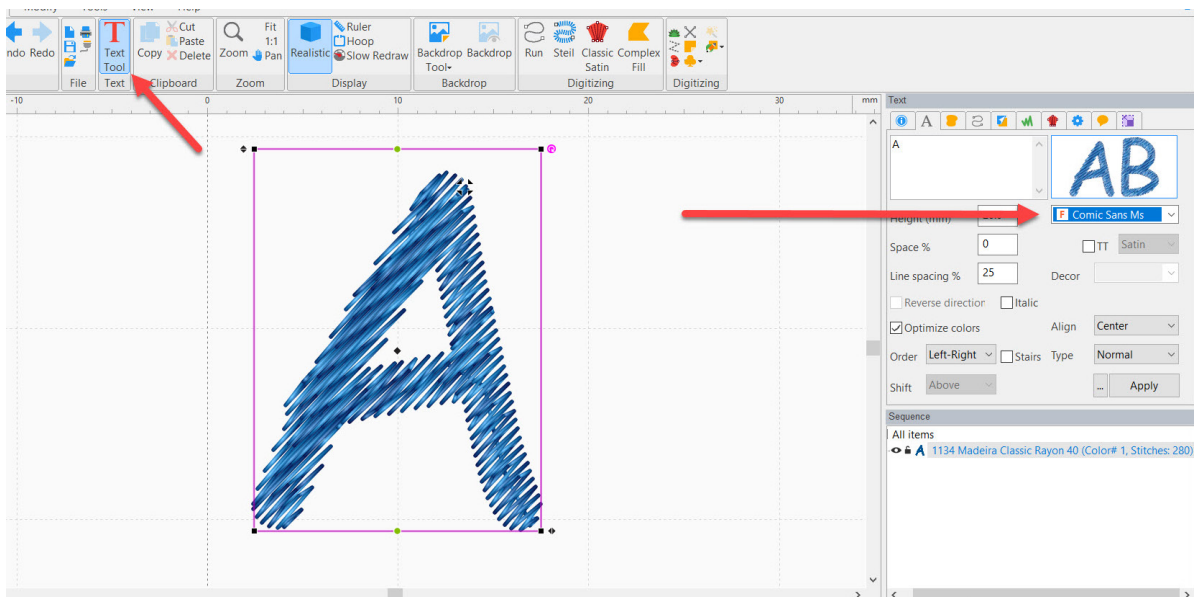 Modify Tools View Help
ndo Redo
Text Tool
Copy
Cut
Paste
Delete
Zoom
Fit
1:1
Pan
Realistic
Ruler
Hoop
Slow Redraw
Backdrop Tool
Backdrop
Run
Steil
Classic Satin
Complex Fill
File
Text
Clipboard
Zoom
Display
Backdrop
Digitizing
Digitizing
-10 0 10 20 30 mm
Text
A
AB
Height (mm)
F Comic Sans Ms
Space % 0
TT Satin
Line spacing % 25
Decor
Reverse direction
Italic
Optimize colors
Align Center
Order Left-Right
Stairs
Type Normal
Shift Above
... Apply
Sequence
All items
A 1134 Madeira Classic Rayon 40 (Color# 1, Stitches: 280)
A